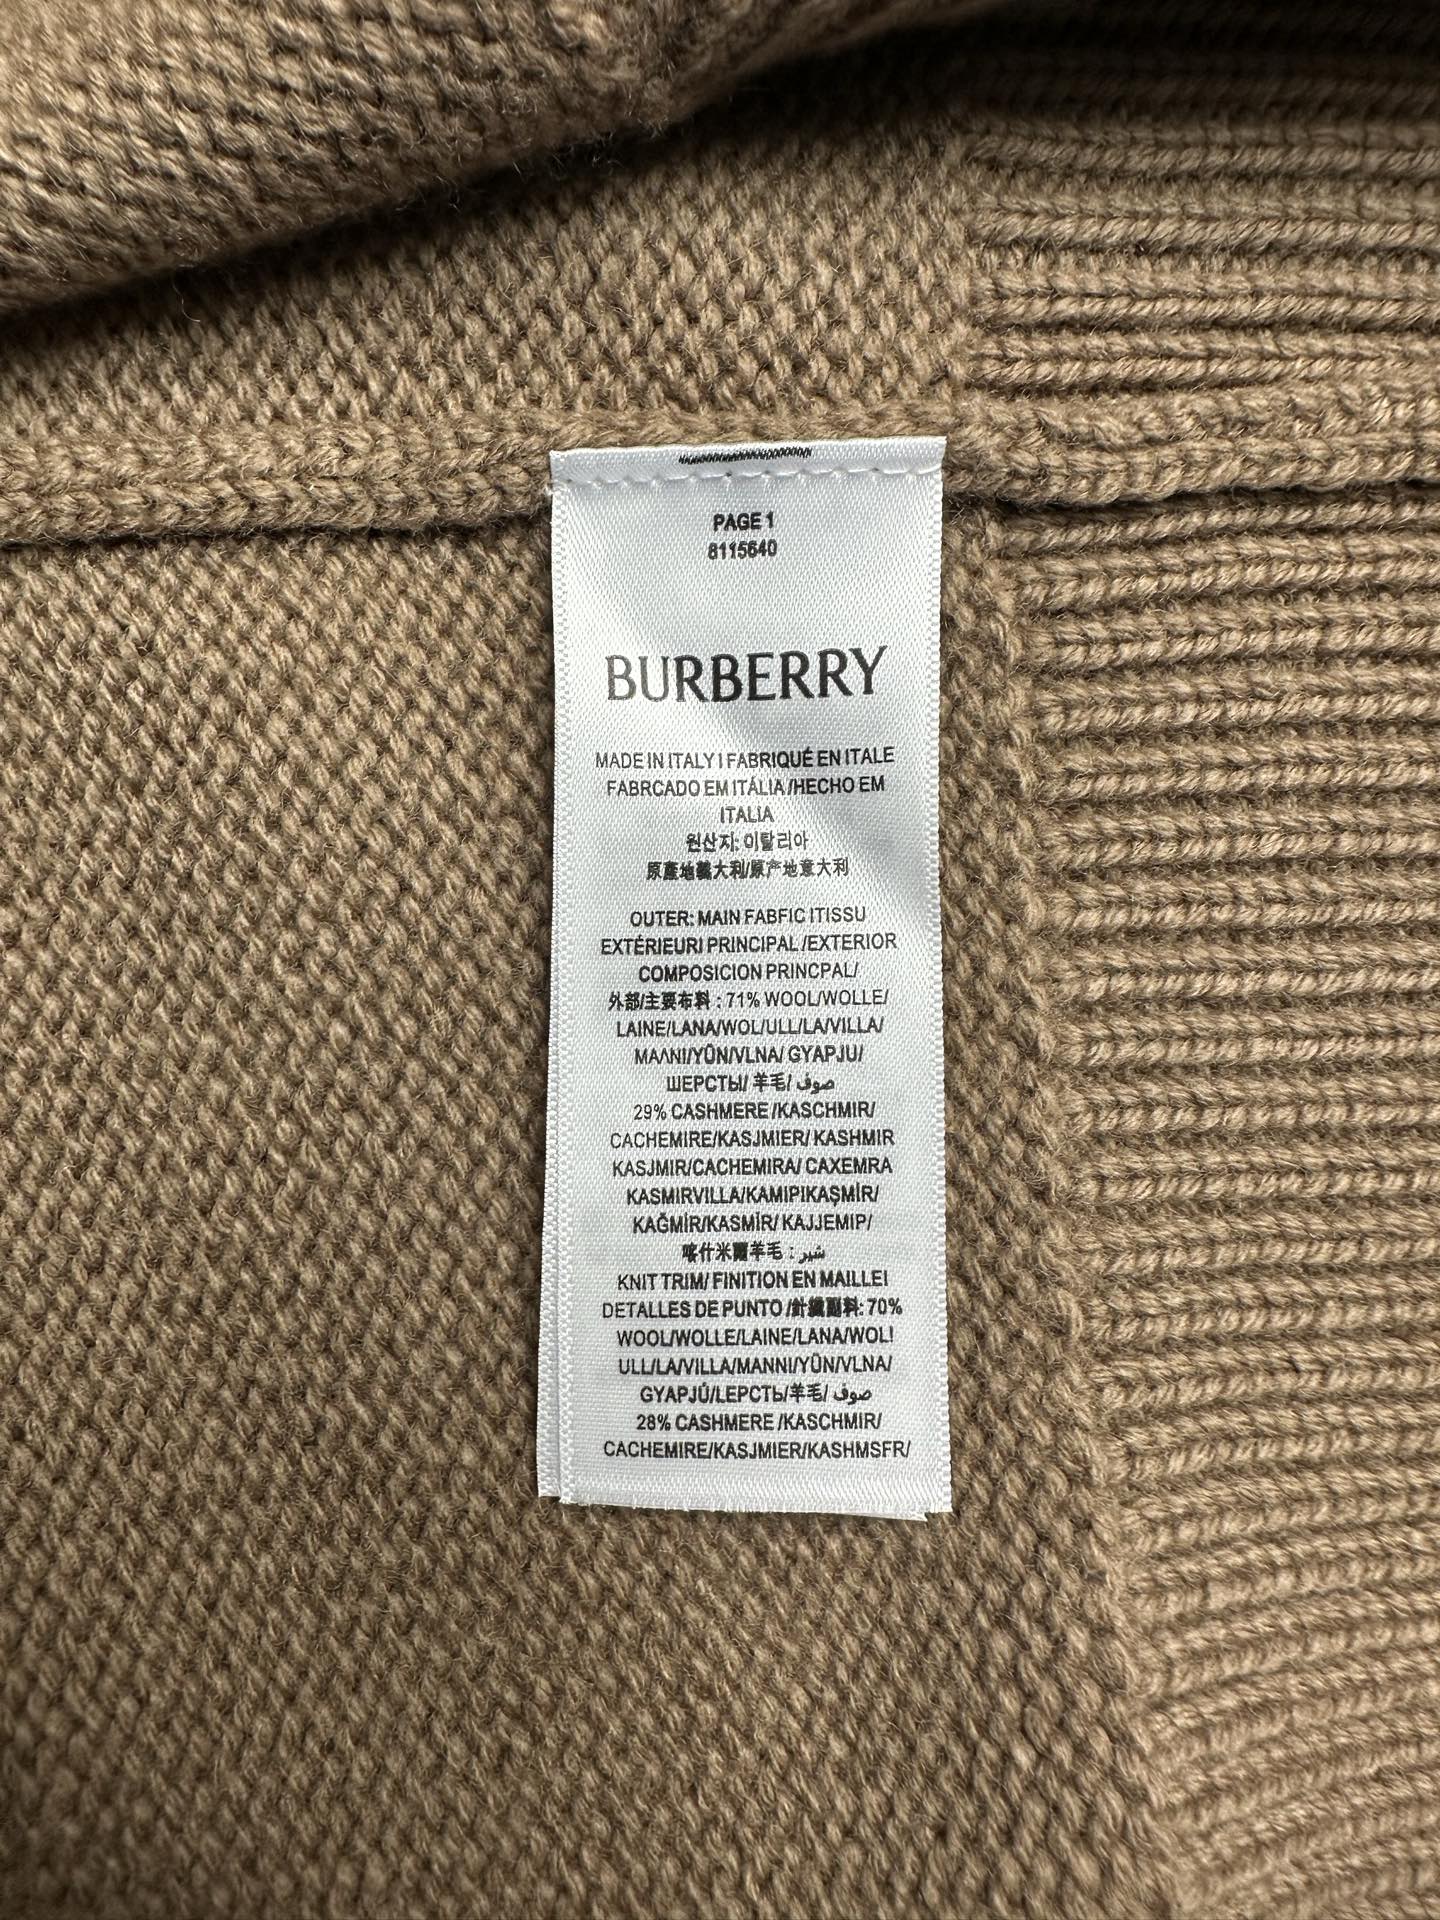 PAGE 1
8115640
BURBERRY
MADE IN ITALY I FABRIQUÉ EN ITALE
FABRCADO EM ITÁLIA /HECHO EM
ITALIA
원산지: 이탈리아
原產地義大利/原产地意大利
OUTER: MAIN FABFIC ITISSU
EXTÉRIEURI PRINCIPAL /EXTERIOR
COMPOSICION PRINCPAL/
外部/主要布料 : 71% WOOL/WOLLE/
LAINE/LANA/WOL/ULL/LA/VILLA/
MAΛNI/YŪN/VLNA/ GYAPJU/
ШЕРСТЫ/ 羊毛/ صوف
29% CASHMERE /KASCHMIR/
CACHEMIRE/KASJMIER/ KASHMIR
KASJMIR/CACHEMIRA/ CAXEMRA
KASMIRVILLA/KAMIPIKAŞMİR/
KAĞMİR/KASMĪR/ KAJJEMIP/
喀什米爾羊毛 : شير
KNIT TRIM/ FINITION EN MAILLEI
DETALLES DE PUNTO /針織副料: 70%
WOOL/WOLLE/LAINE/LANA/WOL!
ULL/LA/VILLA/MANNI/YŪN/VLNA/
GYAPJÚ/LEPCTЬ/羊毛/ صوف
28% CASHMERE /KASCHMIR/
CACHEMIRE/KASJMIER/KASHMSFR/